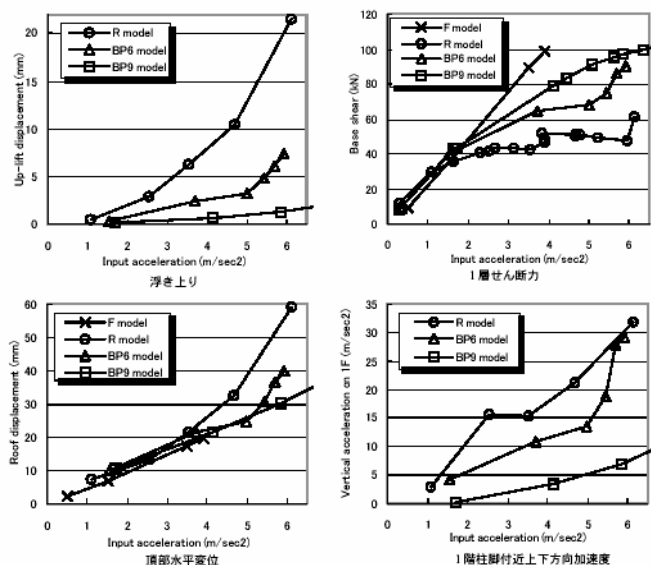 Up-lift displacement (mm)
20
15
10
5
0
R model
BP6 model
BP9 model
0 1 2 3 4 5 6
Input acceleration (m/sec2)
浮き上り
Base shear (kN)
120
100
80
60
40
20
0
F model
R model
BP6 model
BP9 model
0 1 2 3 4 5 6
Input acceleration (m/sec2)
1層せん断力
Roof displacement (mm)
60
50
40
30
20
10
0
F model
R model
BP6 model
BP9 model
0 1 2 3 4 5 6
Input acceleration (m/sec2)
頂部水平変位
Vertical acceleration on 1F (m/sec2)
35
30
25
20
15
10
5
0
R model
BP6 model
BP9 model
0 1 2 3 4 5 6
Input acceleration (m/sec2)
1階柱脚付近上下方向加速度